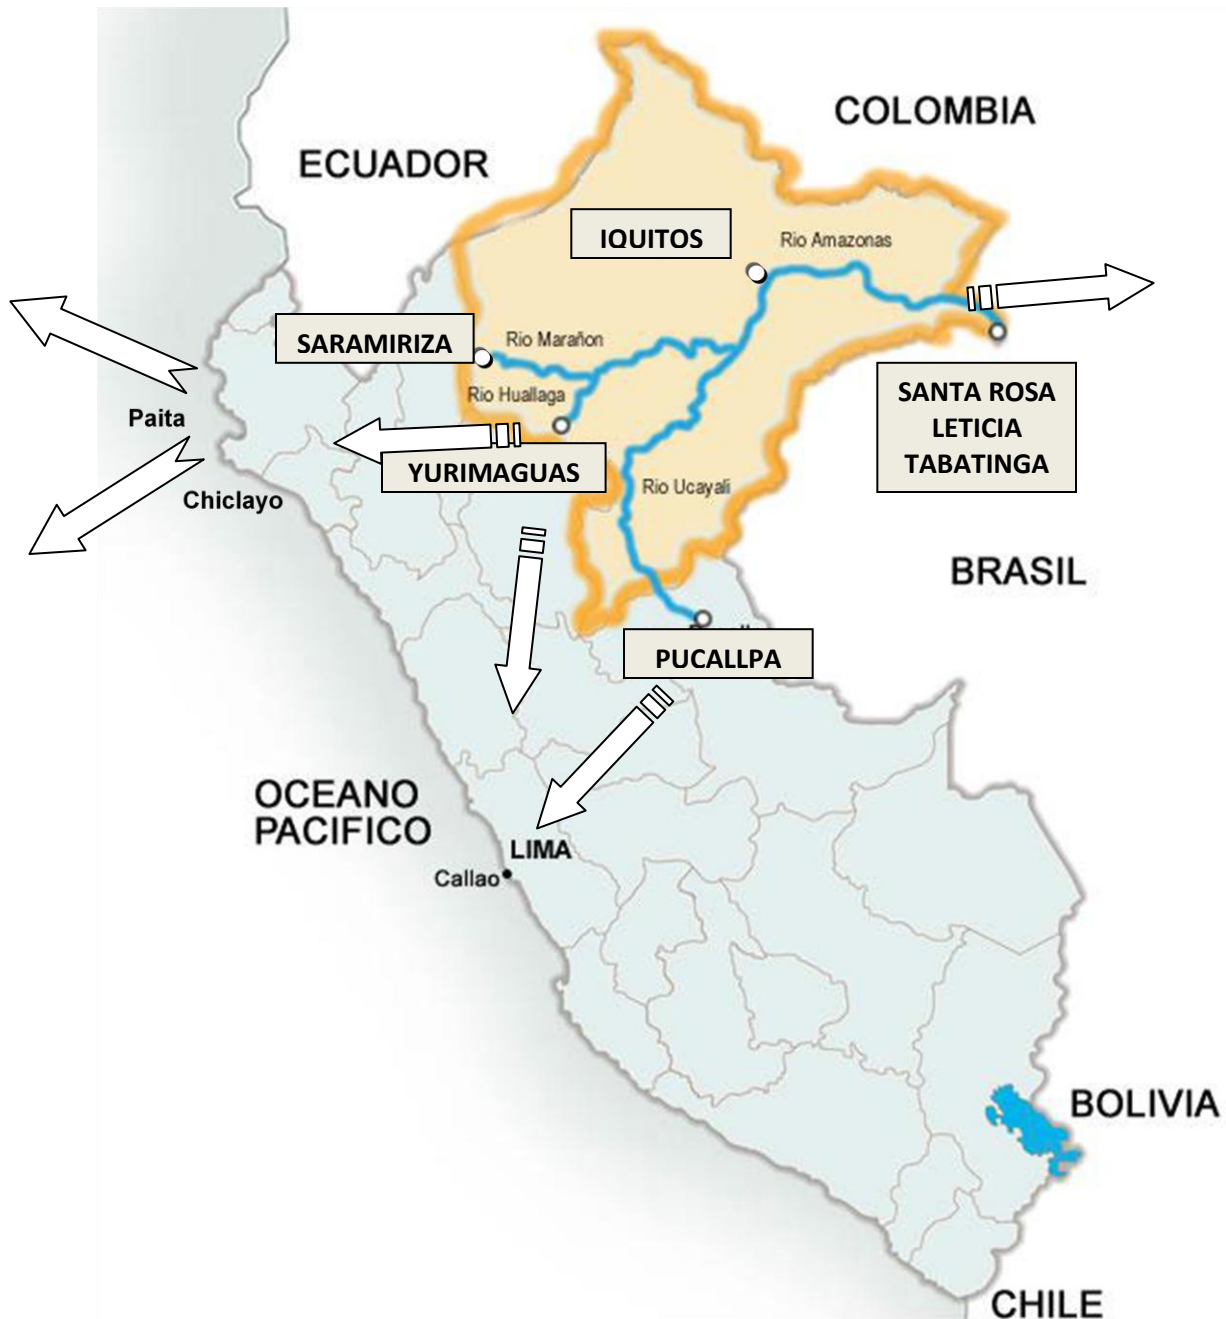 COLOMBIA
ECUADOR
IQUITOS
Rio Amazonas
SARAMIRIZA
Rio Marañon
Rio Huallaga
SANTA ROSA
LETICIA
TABATINGA
Paita
YURIMAGUAS
Rio Ucayali
Chiclayo
BRASIL
PUCALLPA
OCEANO
PACIFICO
LIMA
Callao
BOLIVIA
CHILE